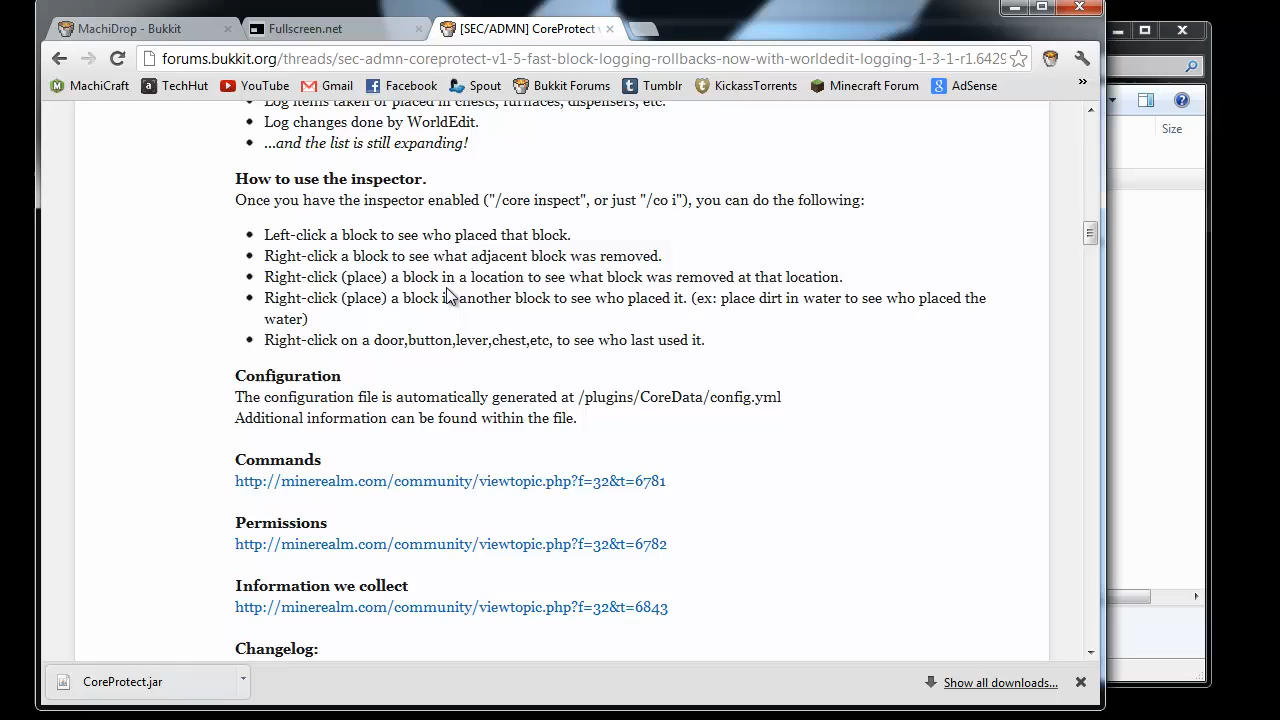 MachiDrop - Bukkit
Fullscreen.net
[SEC/ADMN] CoreProtect v
forums.bukkit.org/threads/sec-admn-coreprotect-v1-5-fast-block-logging-rollbacks-now-with-worldedit-logging-1-3-1-r1.6429
MachiCraft
TechHut
YouTube
Gmail
Facebook
Spout
Bukkit Forums
Tumblr
KickassTorrents
Minecraft Forum
AdSense
»
Size
Log items taken or placed in chests, furnaces, dispensers, etc.
Log changes done by WorldEdit.
...and the list is still expanding!
How to use the inspector.
Once you have the inspector enabled ("/core inspect", or just "/co i"), you can do the following:
Left-click a block to see who placed that block.
Right-click a block to see what adjacent block was removed.
Right-click (place) a block in a location to see what block was removed at that location.
Right-click (place) a block in another block to see who placed it. (ex: place dirt in water to see who placed the
water)
Right-click on a door,button,lever,chest,etc, to see who last used it.
Configuration
The configuration file is automatically generated at /plugins/CoreData/config.yml
Additional information can be found within the file.
Commands
http://minerealm.com/community/viewtopic.php?f=32&t=6781
Permissions
http://minerealm.com/community/viewtopic.php?f=32&t=6782
Information we collect
http://minerealm.com/community/viewtopic.php?f=32&t=6843
Changelog:
CoreProtect.jar
Show all downloads...